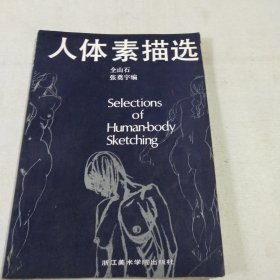 人体素描选
全山石
张嵩宇编
Selections
of
Human-body
Sketching
浙江美术学院出版社